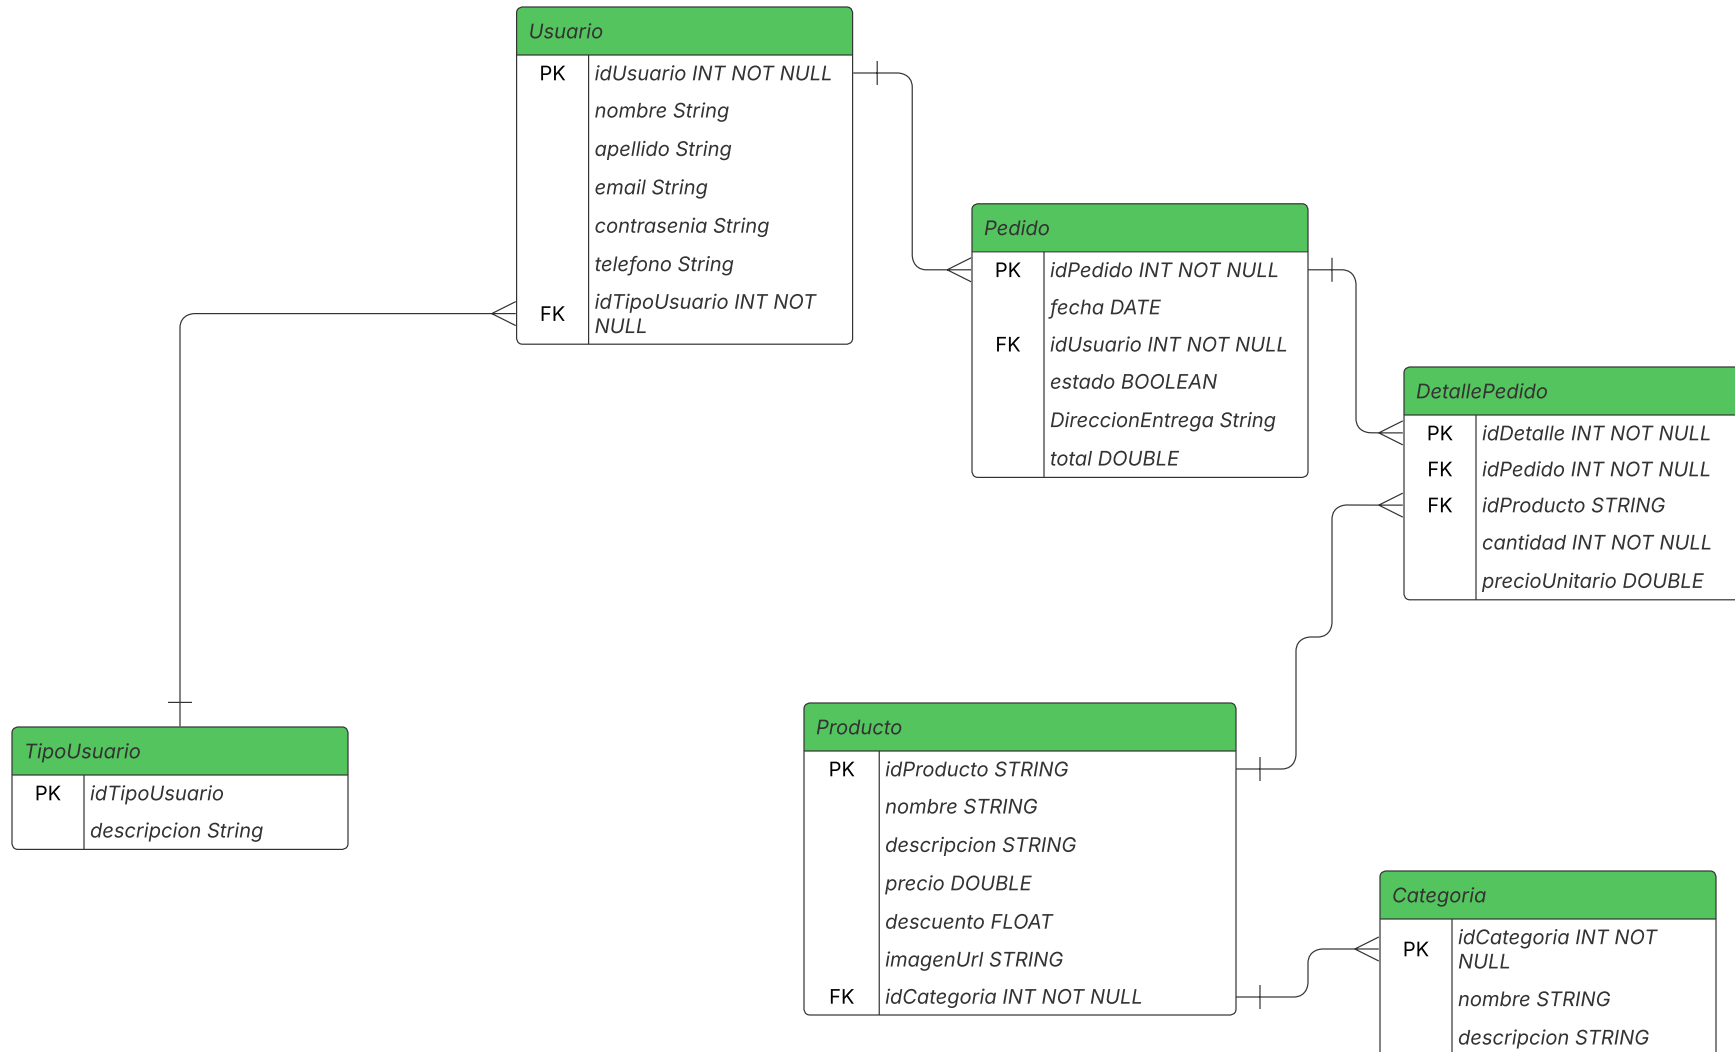 Usuario
PK idUsuario INT NOT NULL
nombre String
apellido String
email String
contrasenia String
telefono String
FK idTipoUsuario INT NOT
NULL
Pedido
PK idPedido INT NOT NULL
fecha DATE
FK idUsuario INT NOT NULL
estado BOOLEAN
DireccionEntrega String
total DOUBLE
DetallePedido
PK idDetalle INT NOT NULL
FK idPedido INT NOT NULL
FK idProducto STRING
cantidad INT NOT NULL
precioUnitario DOUBLE
TipoUsuario
PK idTipoUsuario
descripcion String
Producto
PK idProducto STRING
nombre STRING
descripcion STRING
precio DOUBLE
descuento FLOAT
imagenUrl STRING
FK idCategoria INT NOT NULL
Categoria
PK idCategoria INT NOT
NULL
nombre STRING
descripcion STRING